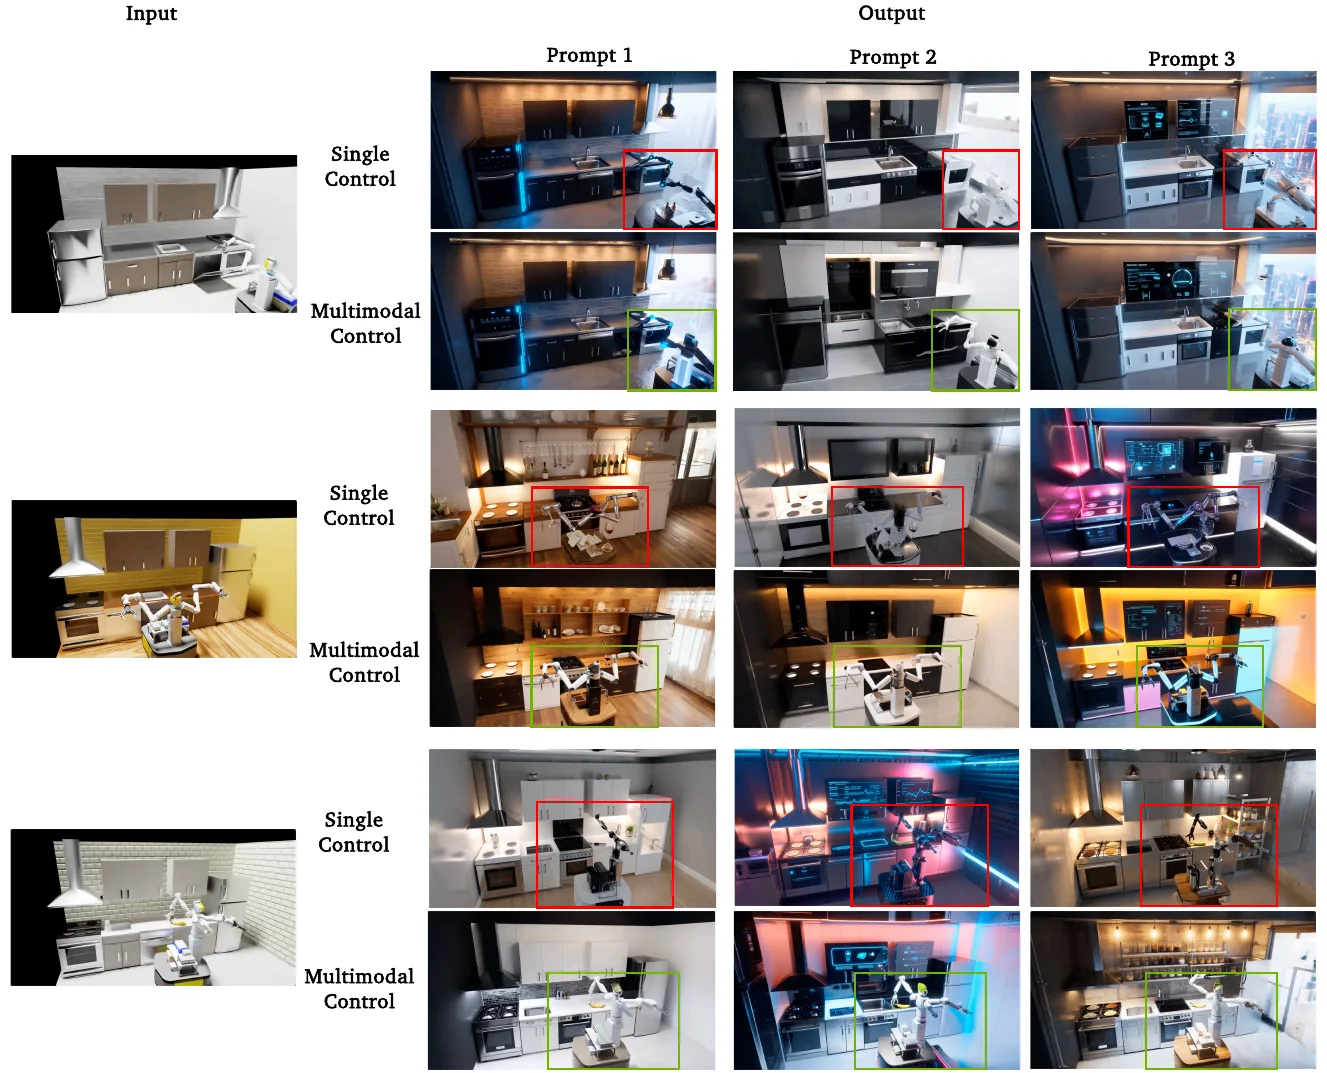 Input
Output
Prompt 1
Prompt 2
Prompt 3
Single
Control
Multimodal
Control
Single
Control
Multimodal
Control
Single
Control
Multimodal
Control